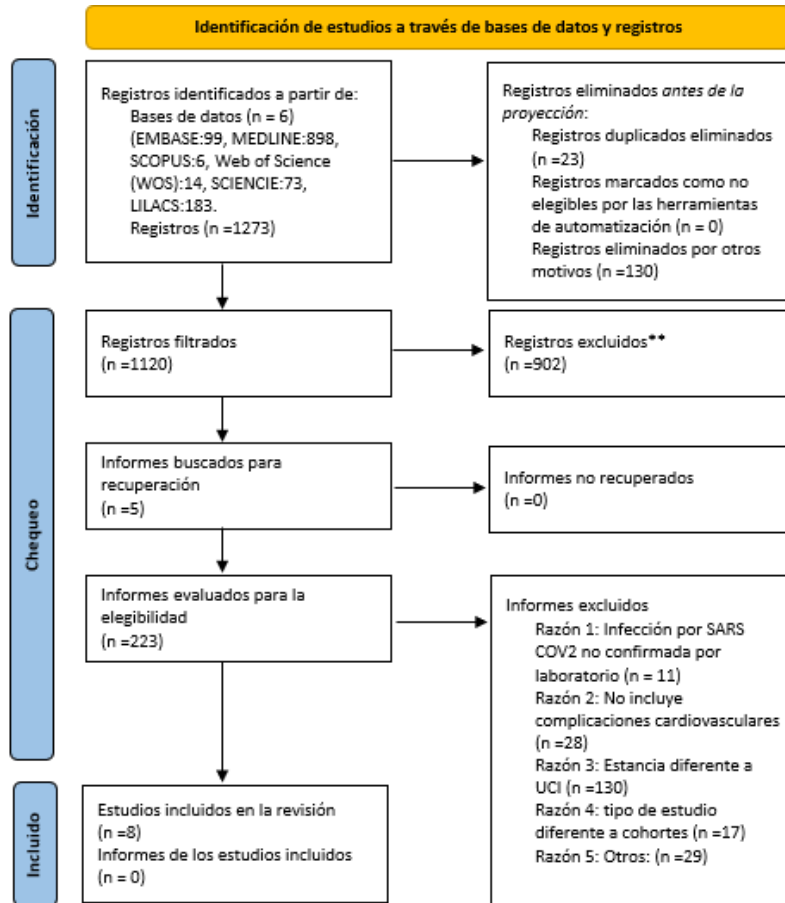 Identificación de estudios a través de bases de datos y registros
Identificación
Registros identificados a partir de:
Bases de datos (n = 6)
(EMBASE:99, MEDLINE:898,
SCOPUS:6, Web of Science
(WOS):14, SCIENCIE:73,
LILACS:183.
Registros (n =1273)
Registros eliminados antes de la
proyección:
Registros duplicados eliminados
(n =23)
Registros marcados como no
elegibles por las herramientas
de automatización (n = 0)
Registros eliminados por otros
motivos (n =130)
Chequeo
Registros filtrados
(n =1120)
Registros excluidos**
(n =902)
Informes buscados para
recuperación
(n =5)
Informes no recuperados
(n =0)
Informes evaluados para la
elegibilidad
(n =223)
Informes excluidos
Razón 1: Infección por SARS
COV2 no confirmada por
laboratorio (n = 11)
Razón 2: No incluye
complicaciones cardiovasculares
(n =28)
Razón 3: Estancia diferente a
UCI (n =130)
Razón 4: tipo de estudio
diferente a cohortes (n =17)
Razón 5: Otros: (n =29)
Incluido
Estudios incluidos en la revisión
(n =8)
Informes de los estudios incluidos
(n = 0)